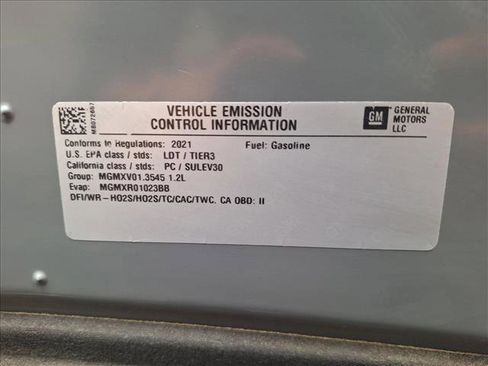 VEHICLE EMISSION
CONTROL INFORMATION
GM
GENERAL
MOTORS
LLC
Conforms to Regulations: 2021 Fuel: Gasoline
U.S. EPA class / stds: LDT / TIER3
California class / stds: PC / SULEV30
Group: MGMXV01.3545 1.2L
Evap: MGMXR01023BB
DFI/WR-HO2S/HO2S/TC/CAC/TWC. CA OBD: II